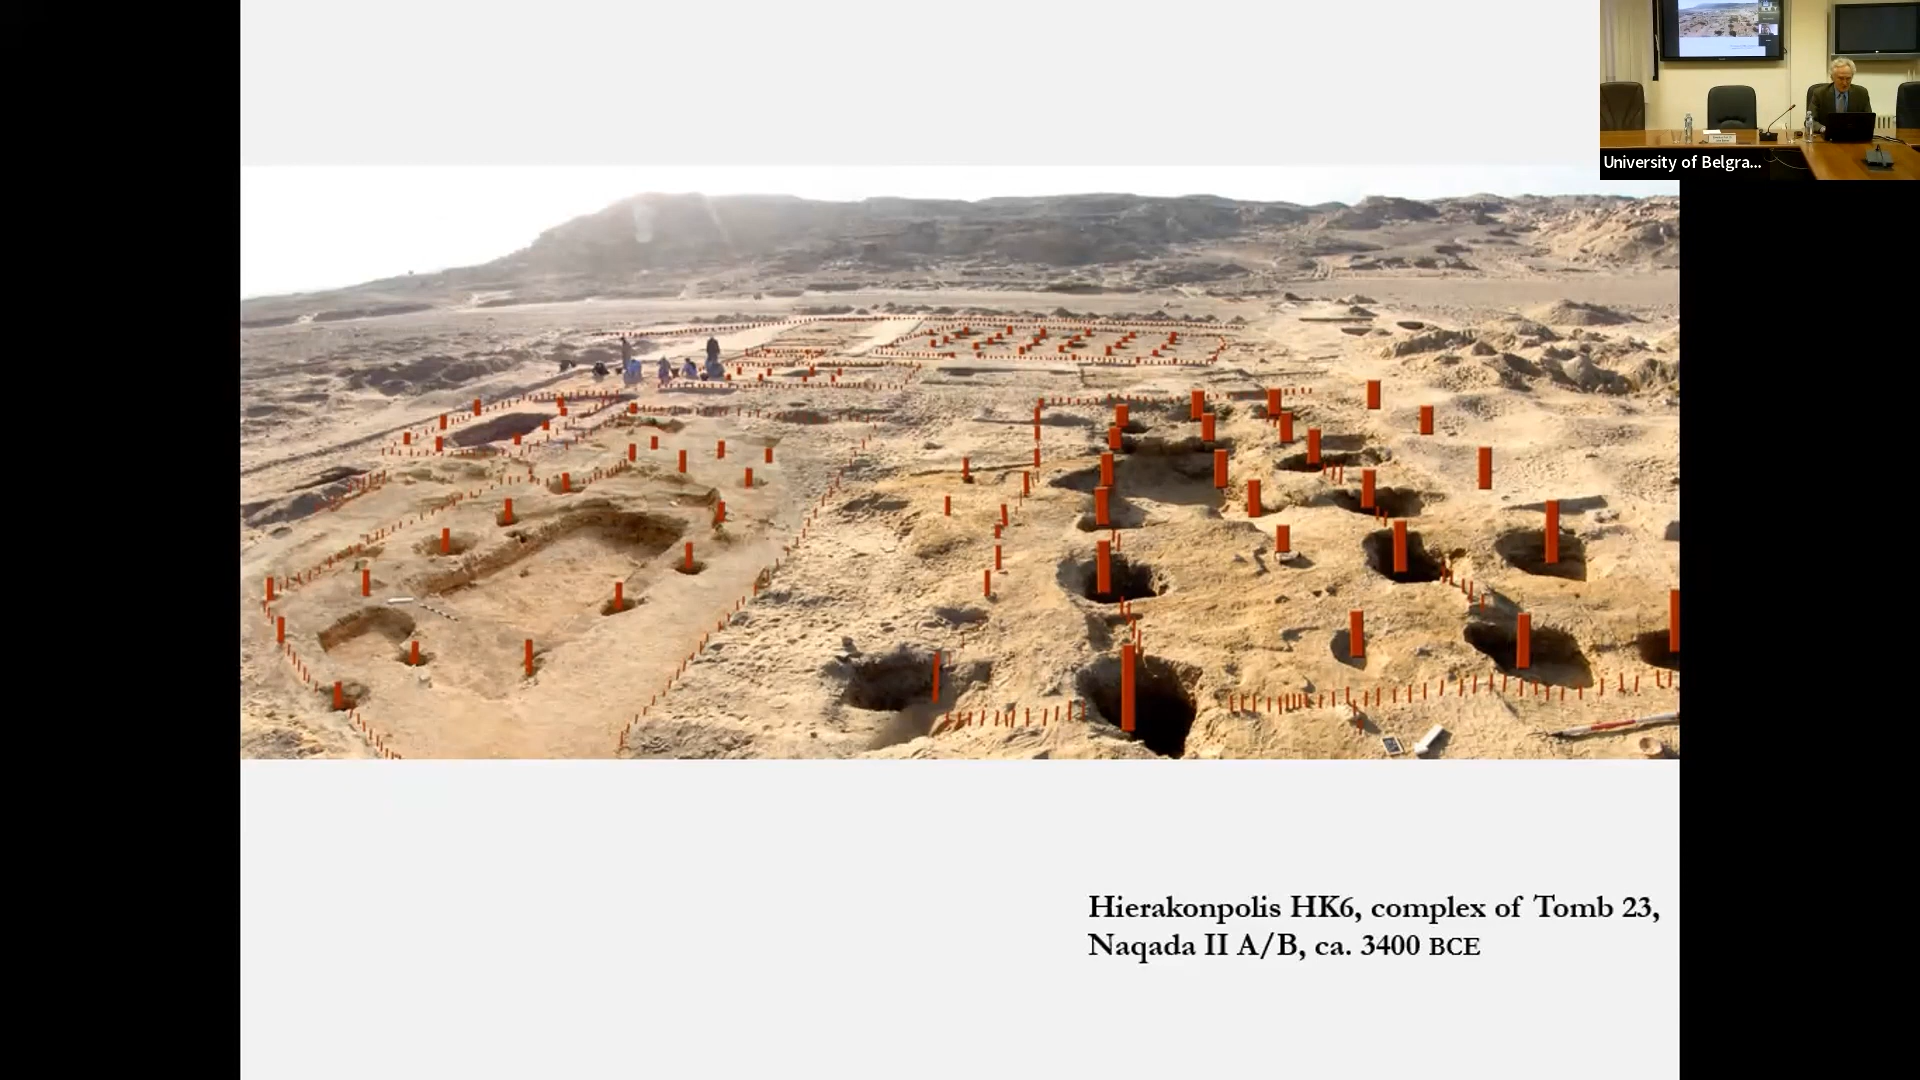 University of Belgra...
Hierakonpolis HK6, complex of Tomb 23,
Naqada II A/B, ca. 3400 BCE